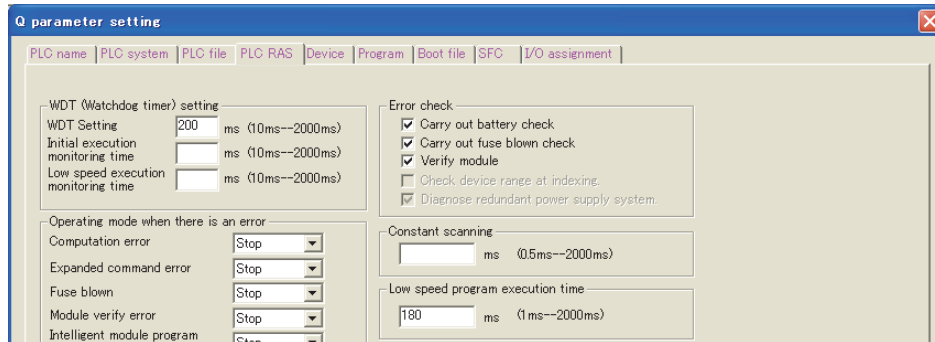 Q parameter setting
PLC name PLC system PLC file PLC RAS Device Program Boot file SFC I/O assignment
WDT (Watchdog timer) setting
WDT Setting 200 ms (10ms--2000ms)
Initial execution
monitoring time ms (10ms--2000ms)
Low speed execution
monitoring time ms (10ms--2000ms)
Operating mode when there is an error
Computation error Stop
Expanded command error Stop
Fuse blown Stop
Module verify error Stop
Intelligent module program
Stop
Error check
Carry out battery check
Carry out fuse blown check
Verify module
Check device range at indexing.
Diagnose redundant power supply system.
Constant scanning
ms (0.5ms--2000ms)
Low speed program execution time
180 ms (1ms--2000ms)